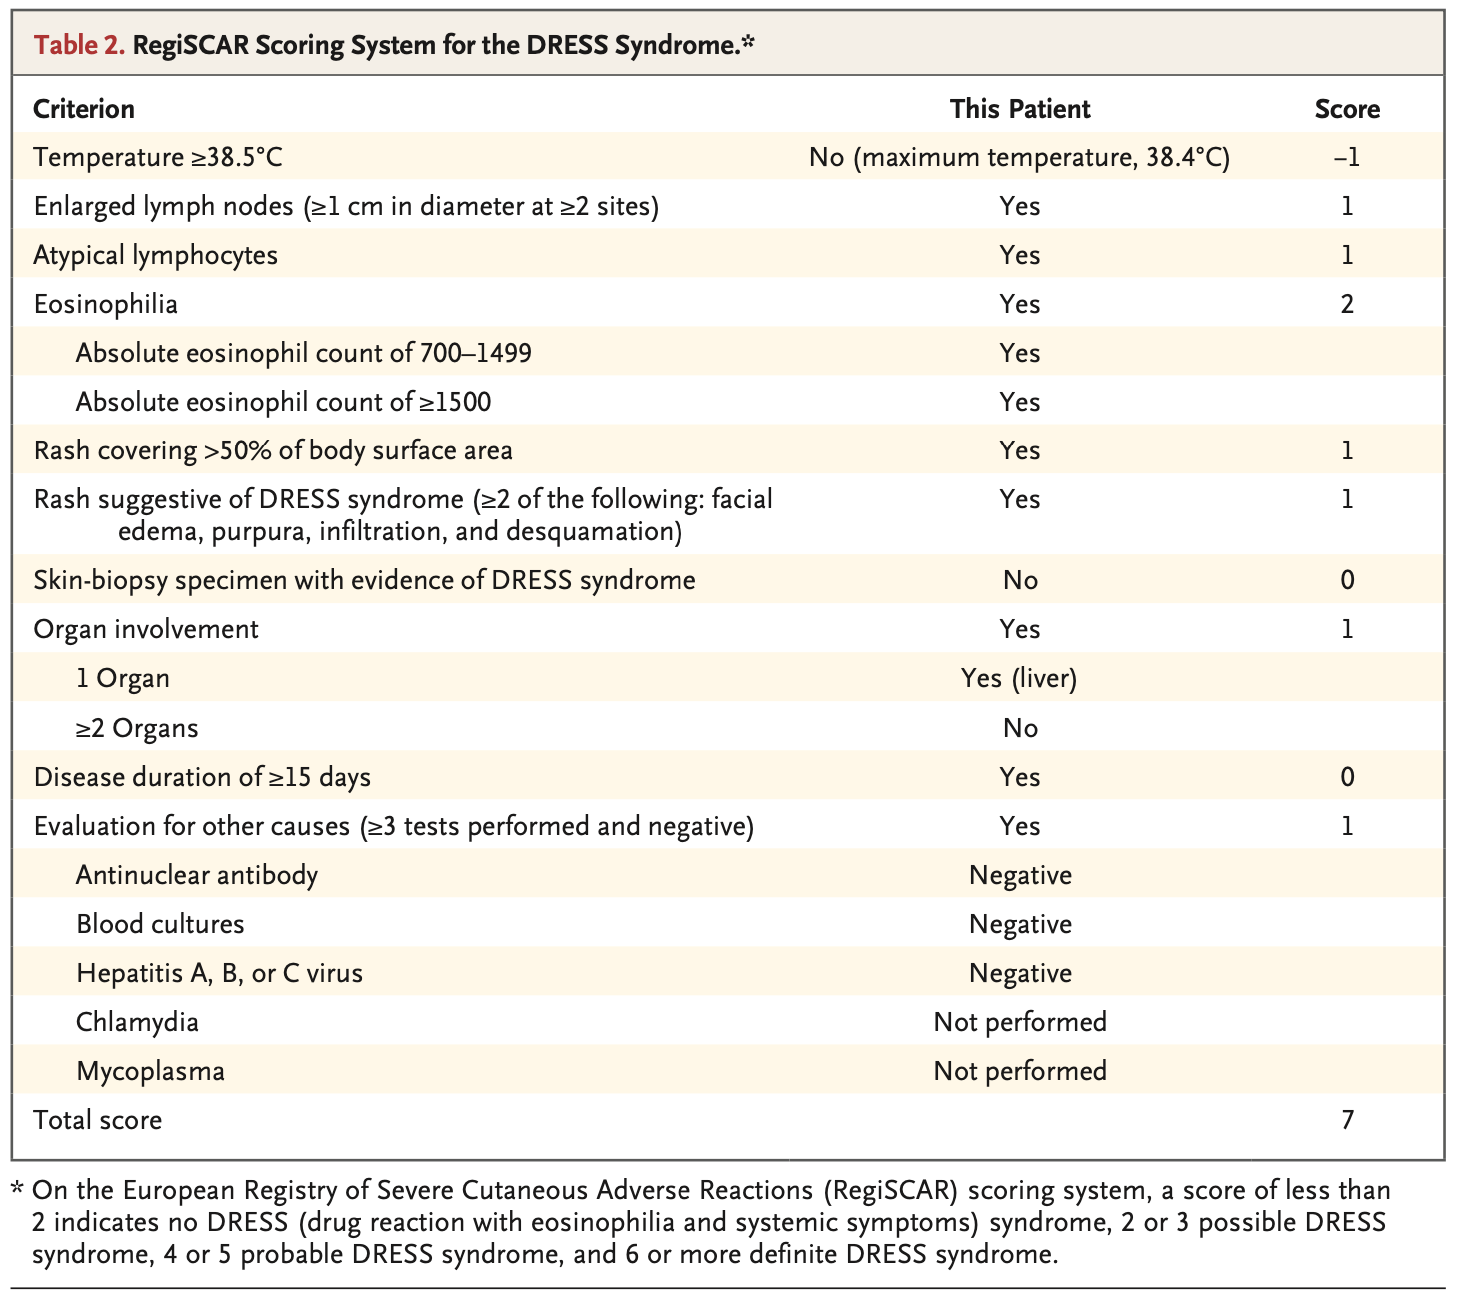 Table 2. RegiSCAR Scoring System for the DRESS Syndrome.*
Criterion This Patient Score
Temperature ≥38.5°C No (maximum temperature, 38.4°C) –1
Enlarged lymph nodes (≥1 cm in diameter at ≥2 sites) Yes 1
Atypical lymphocytes Yes 1
Eosinophilia Yes 2
Absolute eosinophil count of 700–1499 Yes
Absolute eosinophil count of ≥1500 Yes
Rash covering >50% of body surface area Yes 1
Rash suggestive of DRESS syndrome (≥2 of the following: facial Yes 1
edema, purpura, infiltration, and desquamation)
Skin-biopsy specimen with evidence of DRESS syndrome No 0
Organ involvement Yes 1
1 Organ Yes (liver)
≥2 Organs No
Disease duration of ≥15 days Yes 0
Evaluation for other causes (≥3 tests performed and negative) Yes 1
Antinuclear antibody Negative
Blood cultures Negative
Hepatitis A, B, or C virus Negative
Chlamydia Not performed
Mycoplasma Not performed
Total score 7
* On the European Registry of Severe Cutaneous Adverse Reactions (RegiSCAR) scoring system, a score of less than
2 indicates no DRESS (drug reaction with eosinophilia and systemic symptoms) syndrome, 2 or 3 possible DRESS
syndrome, 4 or 5 probable DRESS syndrome, and 6 or more definite DRESS syndrome.